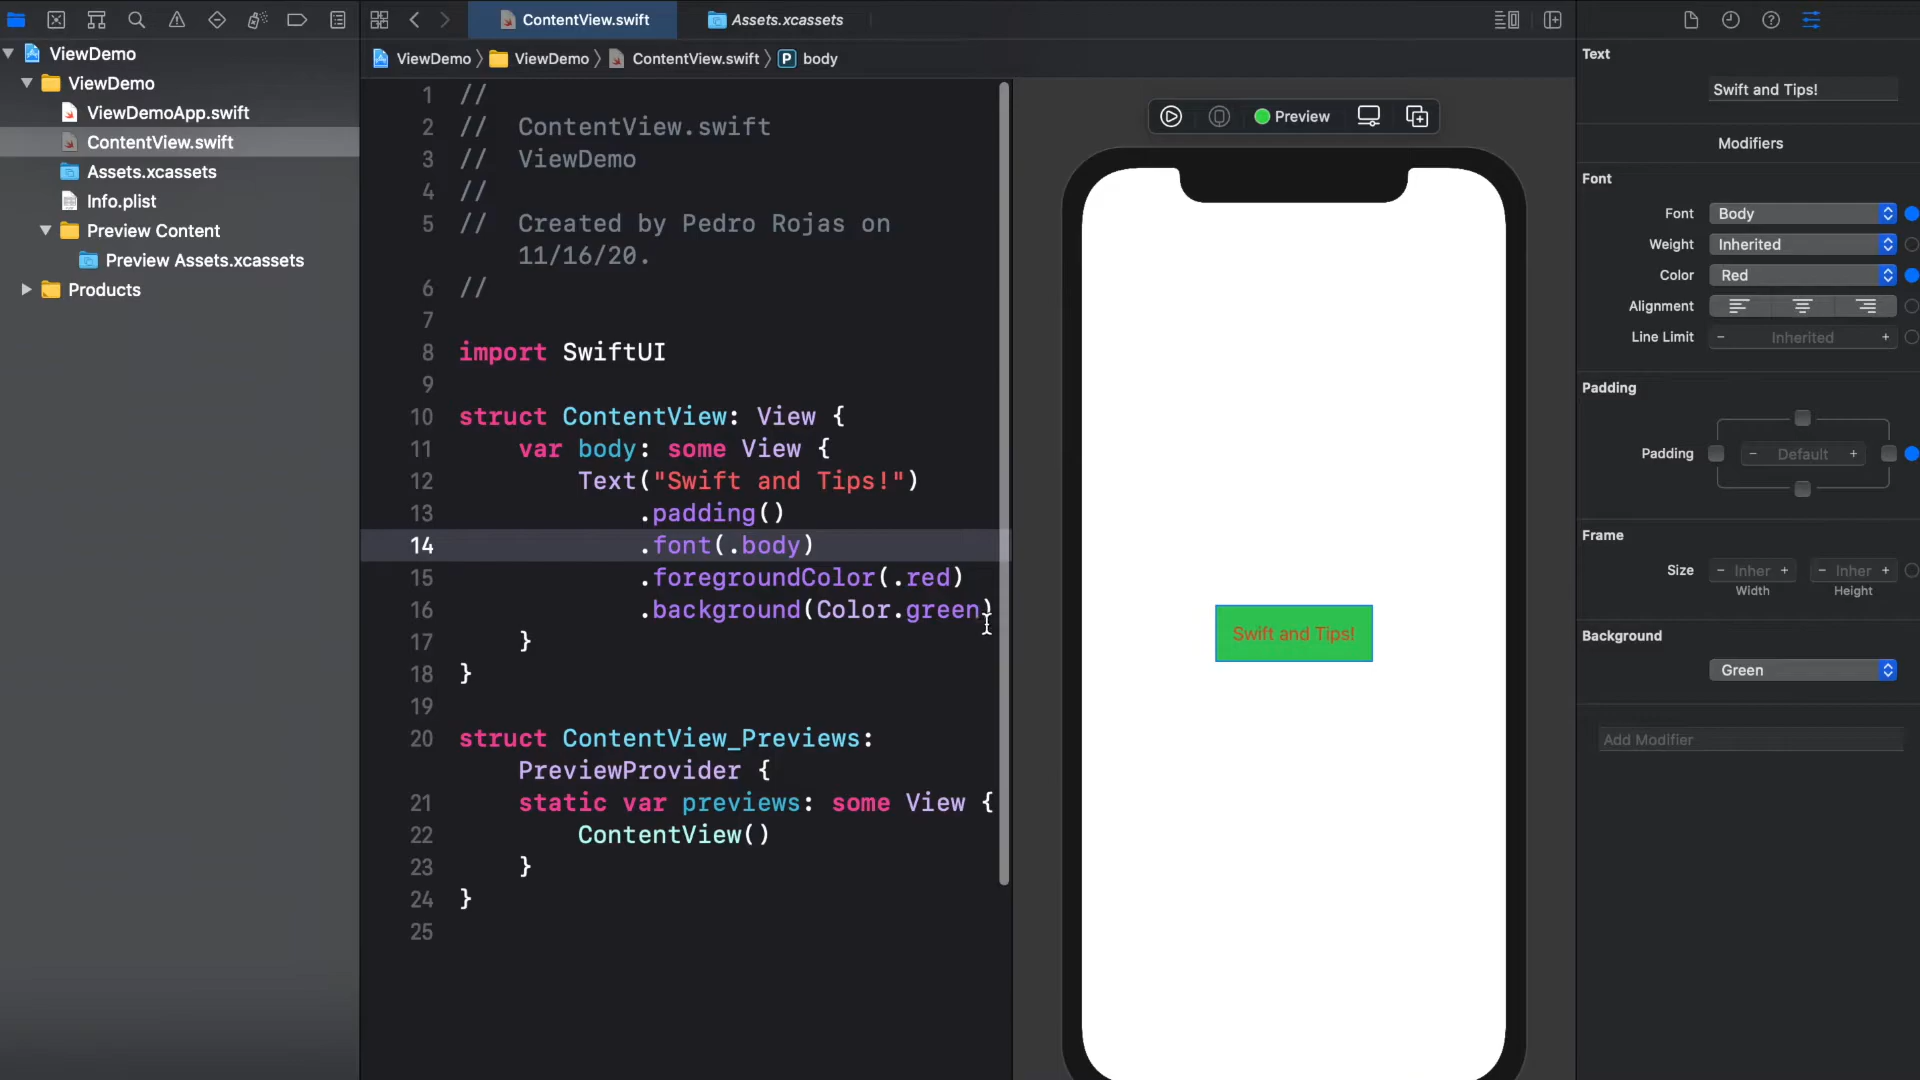 ContentView.swift
Assets.xcassets
ViewDemo
ViewDemo
ViewDemoApp.swift
ContentView.swift
Assets.xcassets
Info.plist
Preview Content
Preview Assets.xcassets
Products
ViewDemo
ViewDemo
ContentView.swift
P
body
1 //
2 // ContentView.swift
3 // ViewDemo
4 //
5 // Created by Pedro Rojas on
11/16/20.
6 //
7
8 import SwiftUI
9
10 struct ContentView: View {
11 var body: some View {
12 Text("Swift and Tips!")
13 .padding()
14 .font(.body)
15 .foregroundColor(.red)
16 .background(Color.green)
17 }
18 }
19
20 struct ContentView_Previews:
PreviewProvider {
21 static var previews: some View {
22 ContentView()
23 }
24 }
25
Preview
Swift and Tips!
Text
Swift and Tips!
Modifiers
Font
Font Body
Weight Inherited
Color Red
Alignment
Line Limit - Inherited +
Padding
Padding - Default +
Frame
Size - Inher + - Inher +
Width Height
Background
Green
Add Modifier